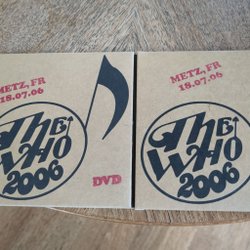 METZ, FR
18.07.06
THE
WHO
2006
DVD
METZ, FR
18.07.06
THE
WHO
2006